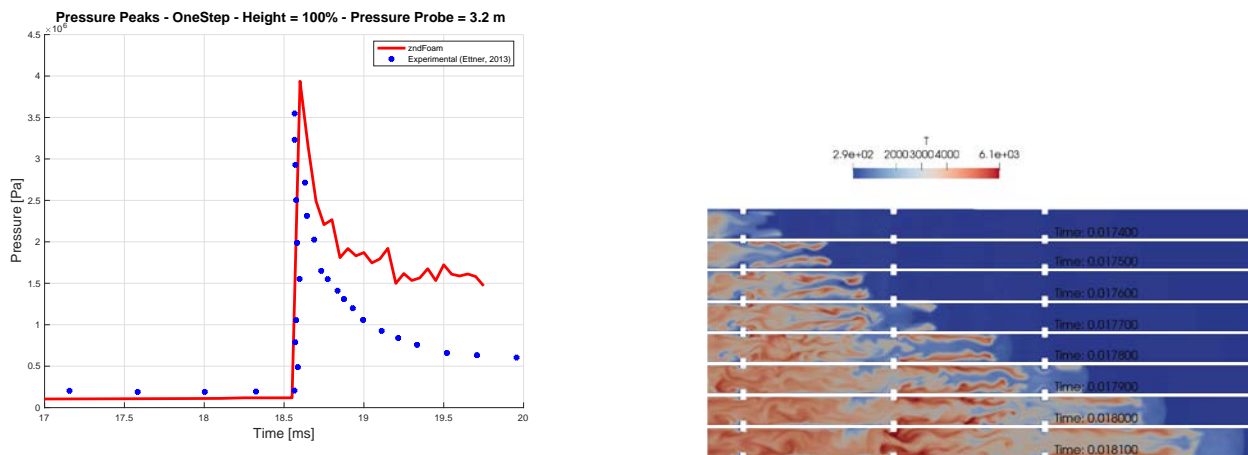 Pressure Peaks - OneStep - Height = 100% - Pressure Probe = 3.2 m
×10⁶
4.5
4
3.5
3
2.5
2
1.5
1
0.5
0
Pressure [Pa]
17 17.5 18 18.5 19 19.5 20
Time [ms]
zndFoam
Experimental (Ettner, 2013)
T
2.9e+02 2000 3000 4000 6.1e+03
Time: 0.017400
Time: 0.017500
Time: 0.017600
Time: 0.017700
Time: 0.017800
Time: 0.017900
Time: 0.018000
Time: 0.018100